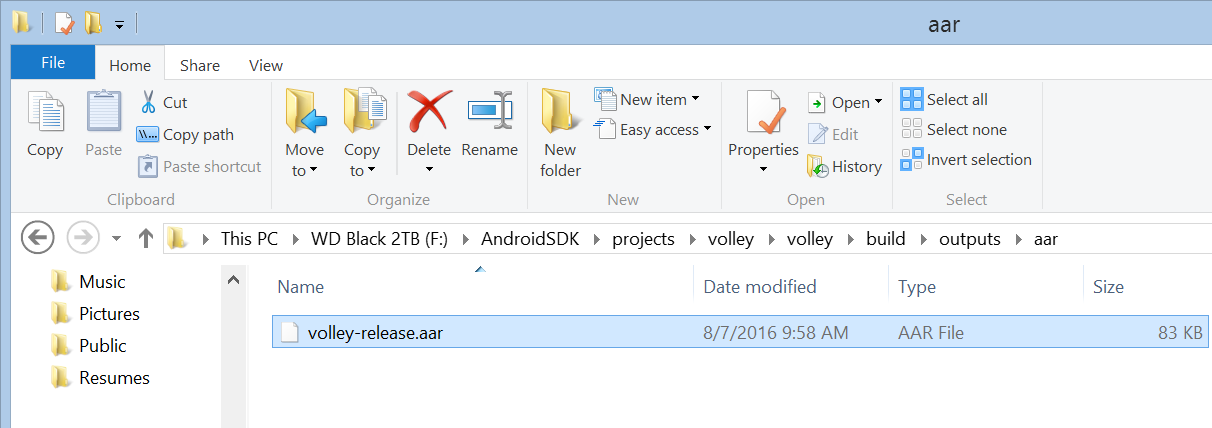 aar
File Home Share View
Copy
Paste
Cut
Copy path
Paste shortcut
Clipboard
Move to
Copy to
Delete
Rename
Organize
New folder
New item
Easy access
New
Properties
Open
Edit
History
Open
Select all
Select none
Invert selection
Select
This PC WD Black 2TB (F:) AndroidSDK projects volley volley build outputs aar
Music
Pictures
Public
Resumes
Name Date modified Type Size
volley-release.aar 8/7/2016 9:58 AM AAR File 83 KB